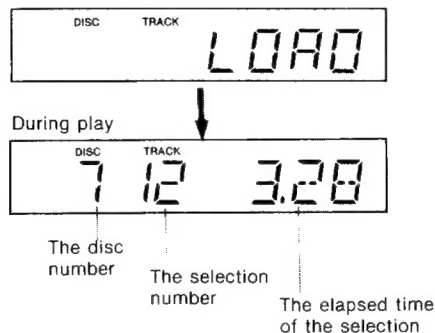 DISC TRACK
LOAD
During play
DISC TRACK
7 12 3.28
The disc
number
The selection
number
The elapsed time
of the selection